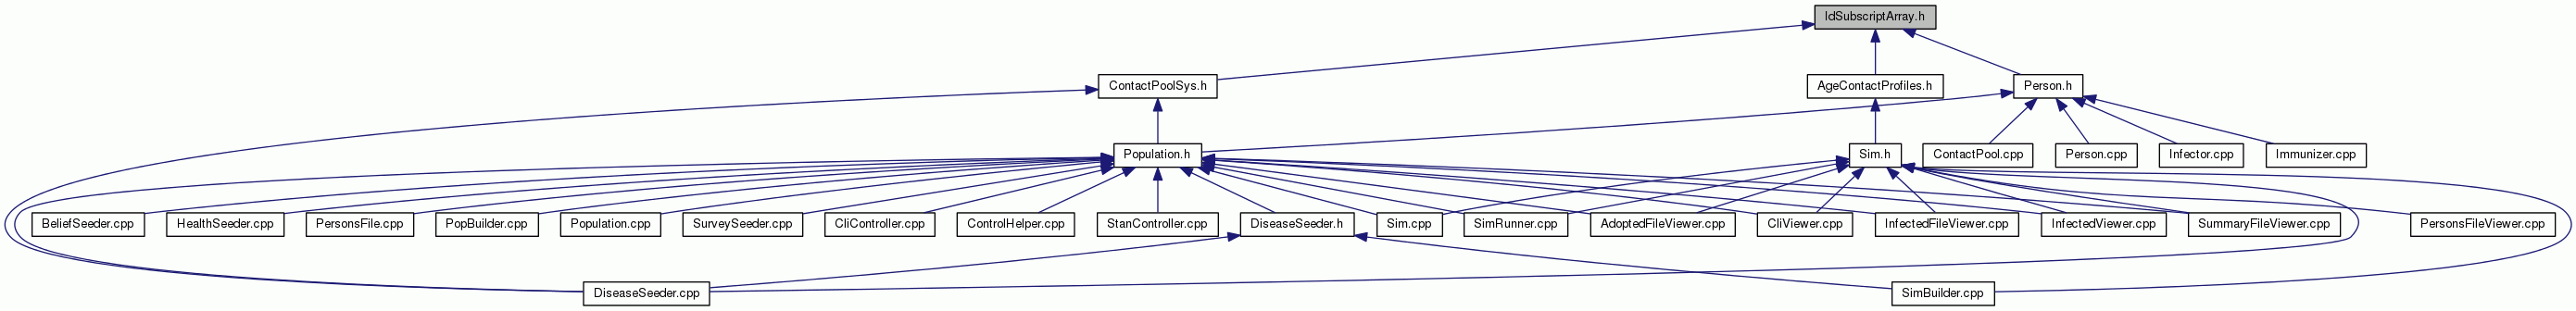 IdSubscriptArray.h
ContactPoolSys.h
AgeContactProfiles.h
Person.h
Population.h
Sim.h
ContactPool.cpp
Person.cpp
Infector.cpp
Immunizer.cpp
BeliefSeeder.cpp
HealthSeeder.cpp
PersonsFile.cpp
PopBuilder.cpp
Population.cpp
SurveySeeder.cpp
CliController.cpp
ControlHelper.cpp
StanController.cpp
DiseaseSeeder.h
Sim.cpp
SimRunner.cpp
AdoptedFileViewer.cpp
CliViewer.cpp
InfectedFileViewer.cpp
InfectedViewer.cpp
SummaryFileViewer.cpp
PersonsFileViewer.cpp
DiseaseSeeder.cpp
SimBuilder.cpp